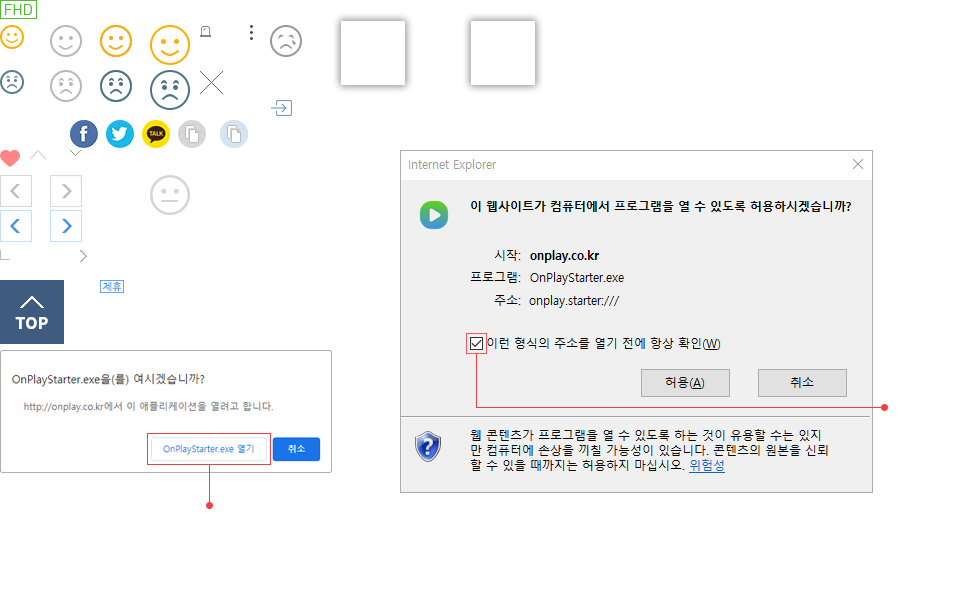 FHD
TALK
제휴
TOP
OnPlayStarter.exe을(를) 여시겠습니까?
http://onplay.co.kr에서 이 애플리케이션을 열려고 합니다.
OnPlayStarter.exe 열기
취소
Internet Explorer
이 웹사이트가 컴퓨터에서 프로그램을 열 수 있도록 허용하시겠습니까?
시작: onplay.co.kr
프로그램: OnPlayStarter.exe
주소: onplay.starter:///
이런 형식의 주소를 열기 전에 항상 확인(W)
허용(A)
취소
웹 콘텐츠가 프로그램을 열 수 있도록 하는 것이 유용할 수는 있지
만 컴퓨터에 손상을 끼칠 가능성이 있습니다. 콘텐츠의 원본을 신뢰
할 수 있을 때까지는 허용하지 마십시오. 위험성